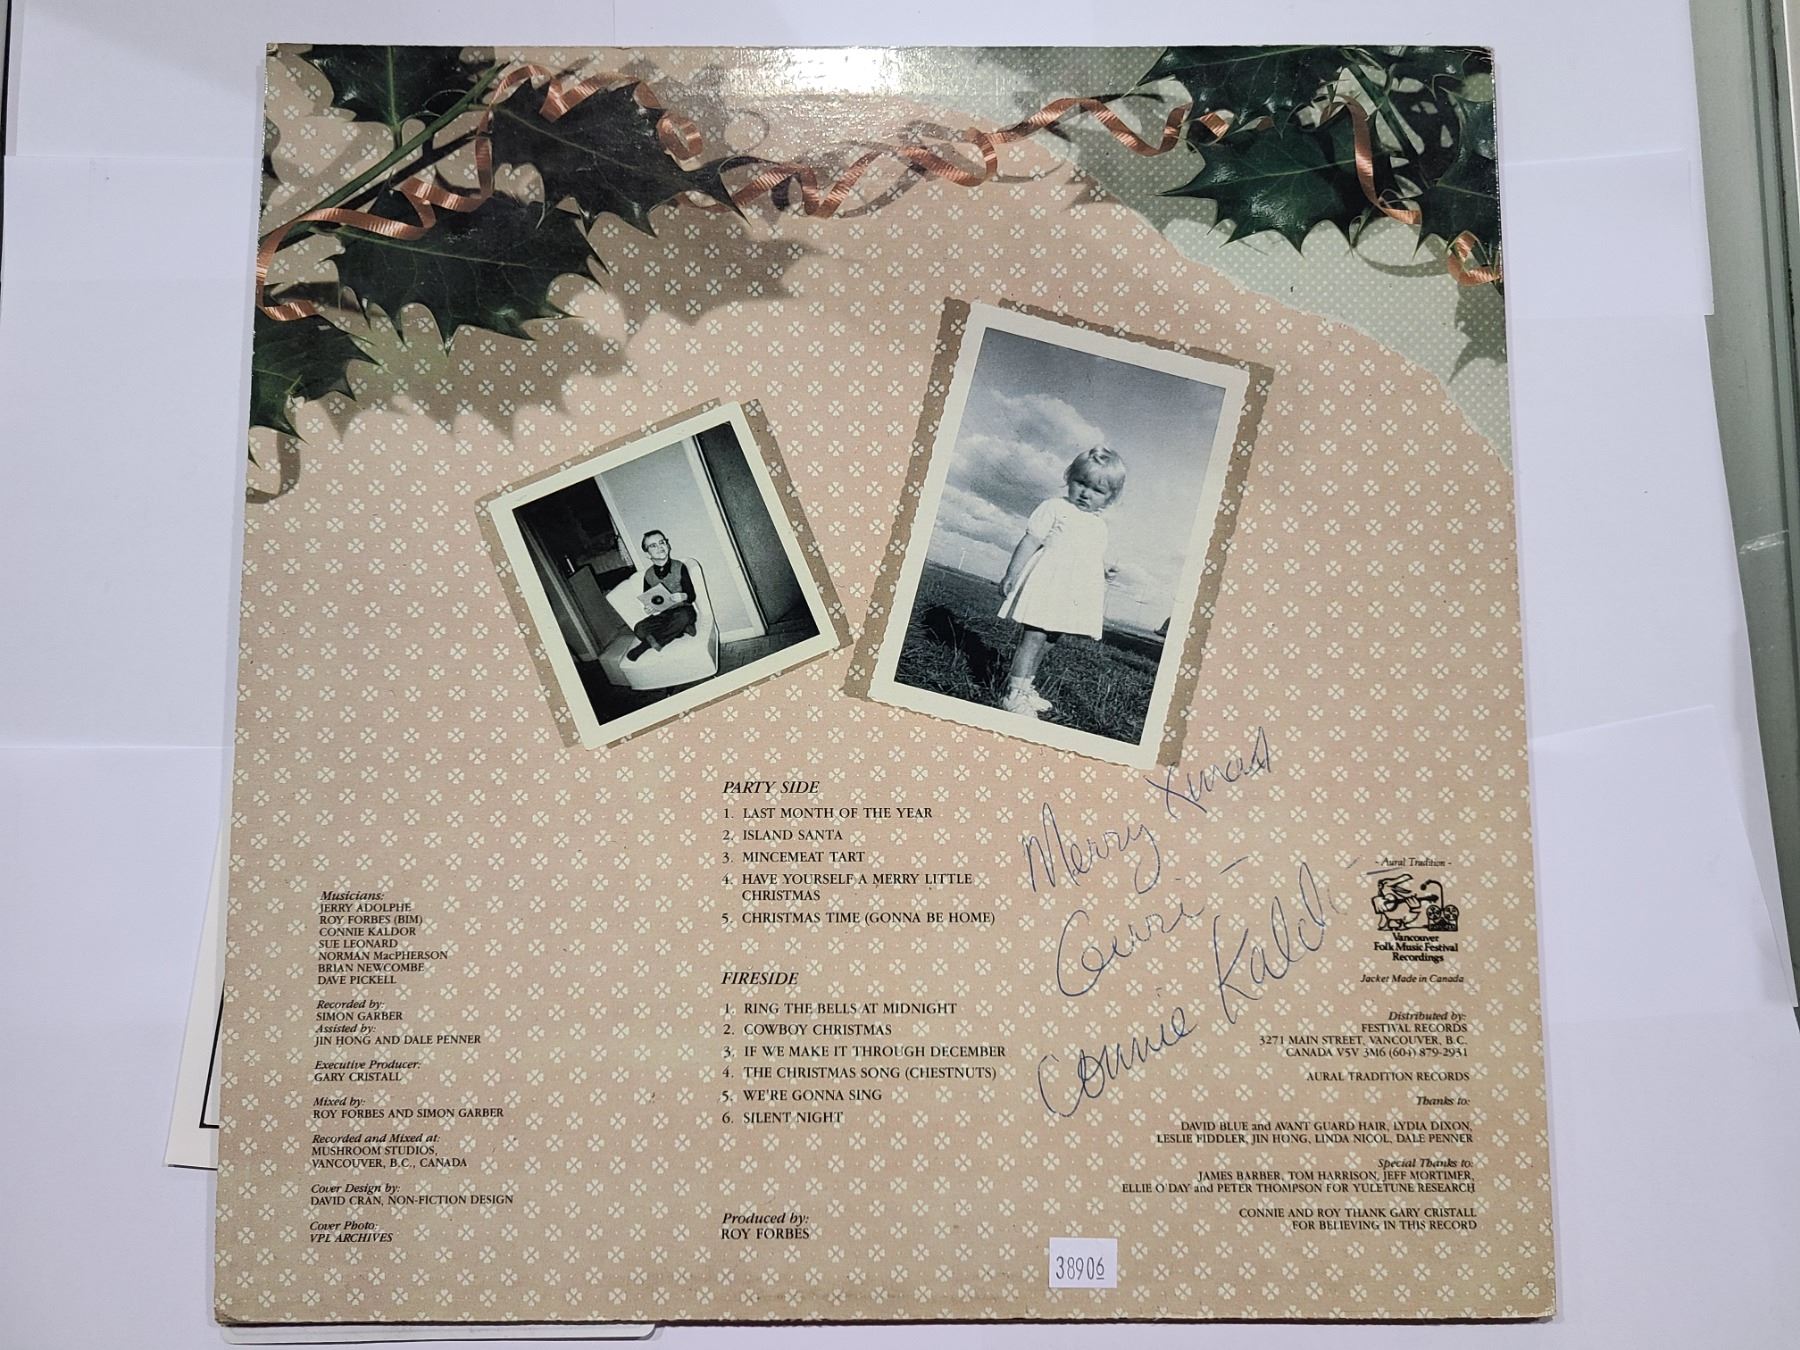 PARTY SIDE
1. LAST MONTH OF THE YEAR
2. ISLAND SANTA
3. MINCEMEAT TART
4. HAVE YOURSELF A MERRY LITTLE
CHRISTMAS
5. CHRISTMAS TIME (GONNA BE HOME)
FIRESIDE
1. RING THE BELLS AT MIDNIGHT
2. COWBOY CHRISTMAS
3. IF WE MAKE IT THROUGH DECEMBER
4. THE CHRISTMAS SONG (CHESTNUTS)
5. WE'RE GONNA SING
6. SILENT NIGHT
Produced by:
ROY FORBES
Musicians:
JERRY ADOLPHE
ROY FORBES (BIM)
CONNIE KALDOR
SUE LEONARD
NORMAN MacPHERSON
BRIAN NEWCOMBE
DAVE PICKELL
Recorded by:
SIMON GARBER
Assisted by:
JIN HONG AND DALE PENNER
Executive Producer:
GARY CRISTALL
Mixed by:
ROY FORBES AND SIMON GARBER
Recorded and Mixed at:
MUSHROOM STUDIOS,
VANCOUVER, B.C., CANADA
Cover Design by:
DAVID CRAN, NON-FICTION DESIGN
Cover Photo:
VPL ARCHIVES
Merry Xmas
Connie Kaldor
- Aural Tradition -
Vancouver
Folk Music Festival
Recordings
Jacket Made in Canada
Distributed by:
FESTIVAL RECORDS
3271 MAIN STREET, VANCOUVER, B.C.
CANADA V5V 3M6 (604) 879-2931
AURAL TRADITION RECORDS
Thanks to:
DAVID BLUE and AVANT GUARD HAIR, LYDIA DIXON,
LESLIE FIDDLER, JIN HONG, LINDA NICOL, DALE PENNER
Special Thanks to:
JAMES BARBER, TOM HARRISON, JEFF MORTIMER,
ELLIE O'DAY and PETER THOMPSON FOR YULETUNE RESEARCH
CONNIE AND ROY THANK GARY CRISTALL
FOR BELIEVING IN THIS RECORD
38906